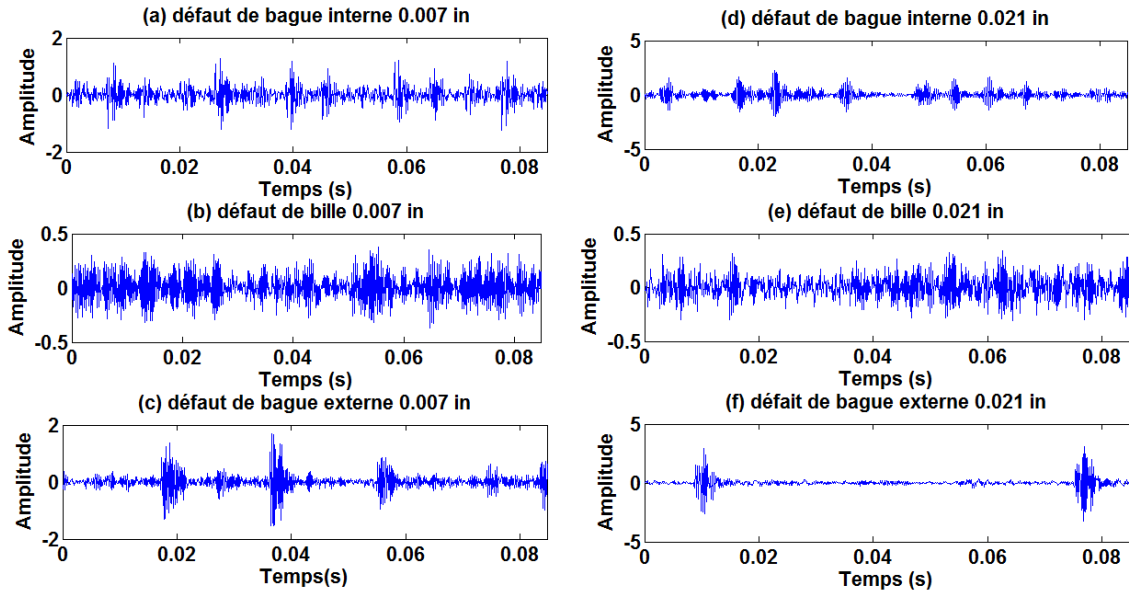 (a) défaut de bague interne 0.007 in
2
0
-2
Amplitude
0 0.02 0.04 0.06 0.08
Temps (s)
(b) défaut de bille 0.007 in
0.5
0
-0.5
Amplitude
0 0.02 0.04 0.06 0.08
Temps (s)
(c) défaut de bague externe 0.007 in
2
0
-2
Amplitude
0 0.02 0.04 0.06 0.08
Temps(s)
(d) défaut de bague interne 0.021 in
5
0
-5
Amplitude
0 0.02 0.04 0.06 0.08
Temps (s)
(e) défaut de bille 0.021 in
0.5
0
-0.5
Amplitude
0 0.02 0.04 0.06 0.08
Temps (s)
(f) défait de bague externe 0.021 in
5
0
-5
Amplitude
0 0.02 0.04 0.06 0.08
Temps (s)